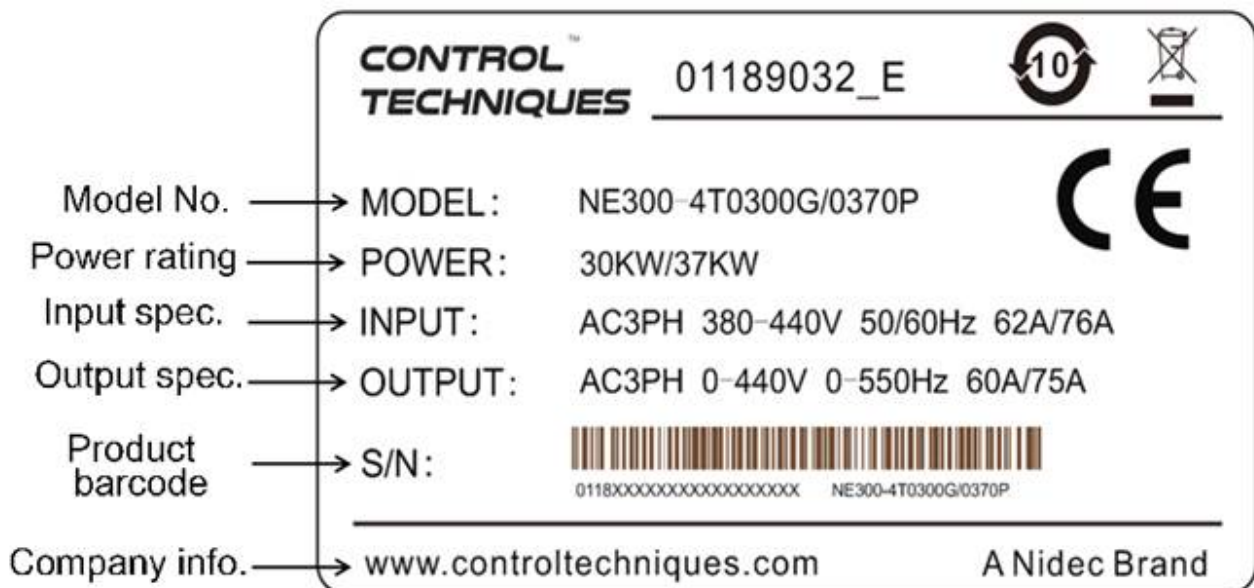 CONTROL™
TECHNIQUES
01189032_E
10
CE
Model No.
MODEL: NE300-4T0300G/0370P
Power rating
POWER: 30KW/37KW
Input spec.
INPUT: AC3PH 380-440V 50/60Hz 62A/76A
Output spec.
OUTPUT: AC3PH 0-440V 0-550Hz 60A/75A
Product
barcode
S/N:
0118XXXXXXXXXXXXXXXXX NE300-4T0300G/0370P
Company info.
www.controltechniques.com A Nidec Brand